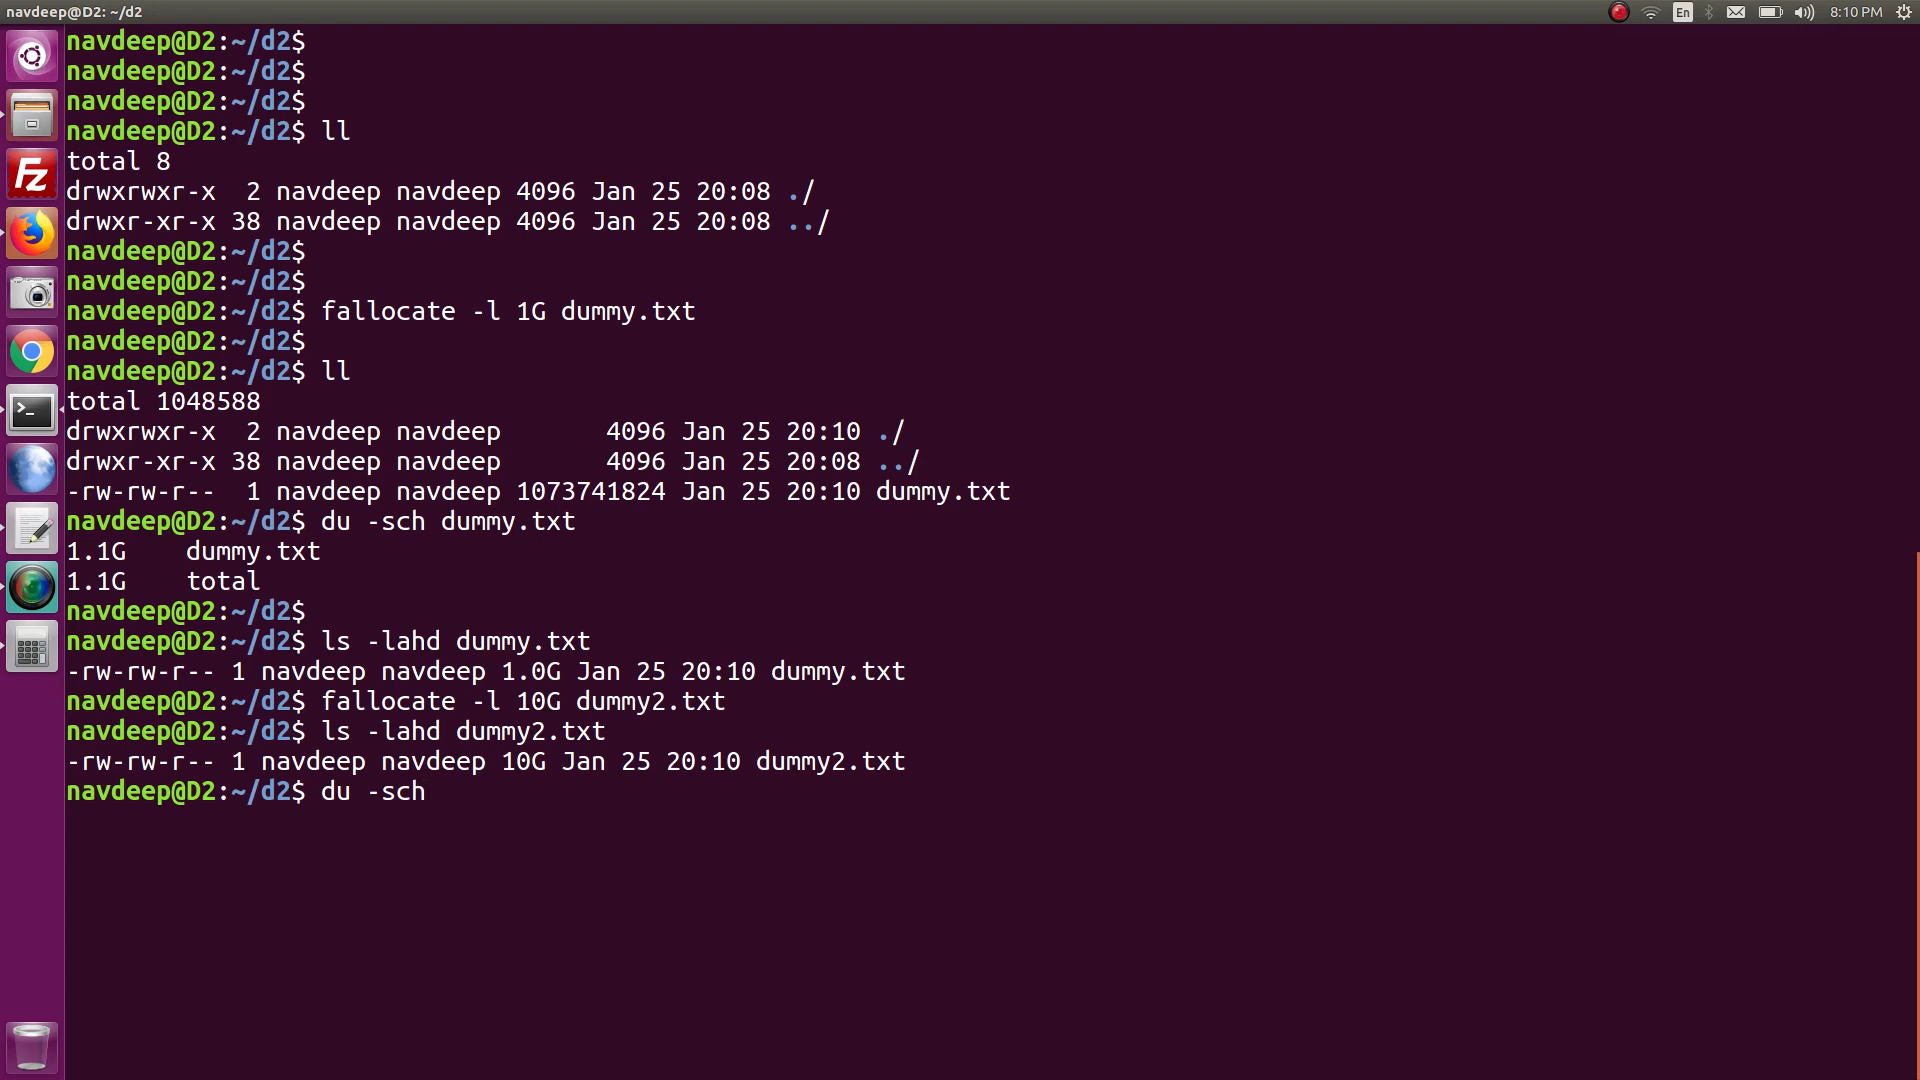 navdeep@D2: ~/d2
En
8:10 PM
navdeep@D2:~/d2$
navdeep@D2:~/d2$
navdeep@D2:~/d2$
navdeep@D2:~/d2$ ll
total 8
drwxrwxr-x  2 navdeep navdeep 4096 Jan 25 20:08 ./
drwxr-xr-x 38 navdeep navdeep 4096 Jan 25 20:08 ../
navdeep@D2:~/d2$
navdeep@D2:~/d2$
navdeep@D2:~/d2$ fallocate -l 1G dummy.txt
navdeep@D2:~/d2$
navdeep@D2:~/d2$ ll
total 1048588
drwxrwxr-x  2 navdeep navdeep       4096 Jan 25 20:10 ./
drwxr-xr-x 38 navdeep navdeep       4096 Jan 25 20:08 ../
-rw-rw-r--  1 navdeep navdeep 1073741824 Jan 25 20:10 dummy.txt
navdeep@D2:~/d2$ du -sch dummy.txt
1.1G    dummy.txt
1.1G    total
navdeep@D2:~/d2$
navdeep@D2:~/d2$ ls -lahd dummy.txt
-rw-rw-r-- 1 navdeep navdeep 1.0G Jan 25 20:10 dummy.txt
navdeep@D2:~/d2$ fallocate -l 10G dummy2.txt
navdeep@D2:~/d2$ ls -lahd dummy2.txt
-rw-rw-r-- 1 navdeep navdeep 10G Jan 25 20:10 dummy2.txt
navdeep@D2:~/d2$ du -sch
Fz
>_